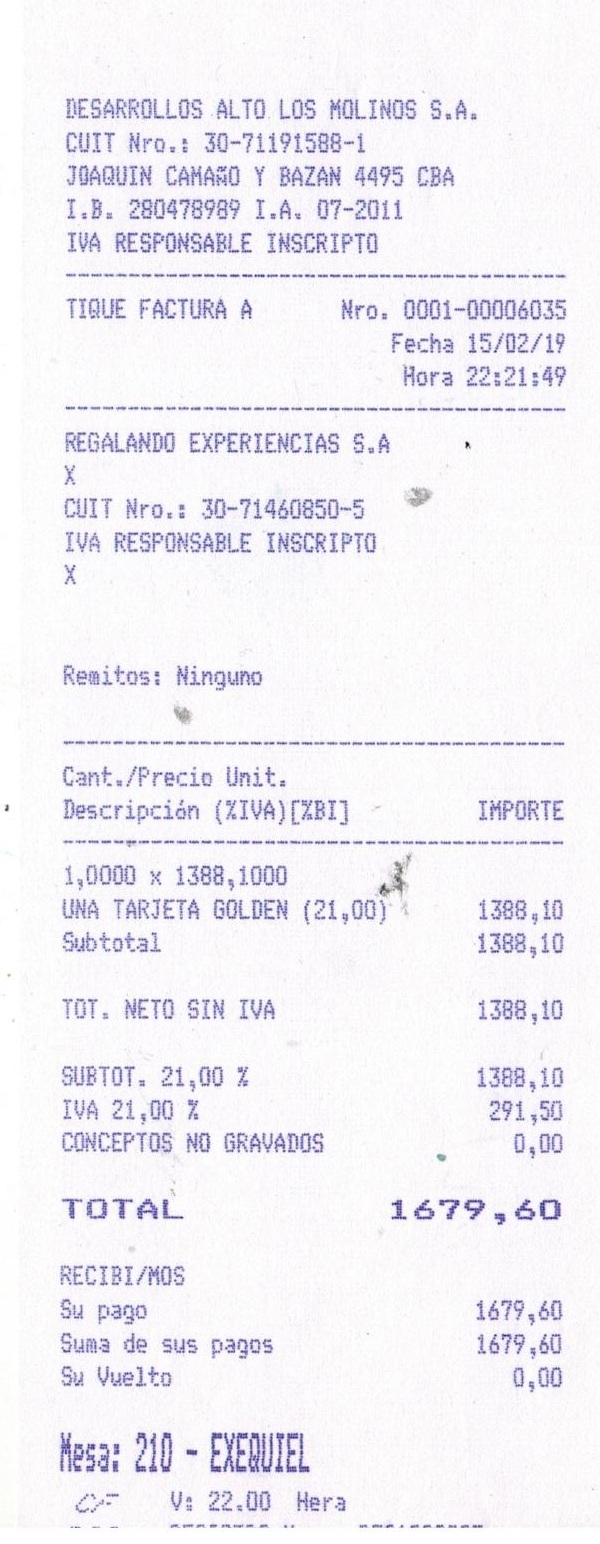 DESARROLLOS ALTO LOS MOLINOS S.A.
CUIT Nro.: 30-71191588-1
JOAQUIN CAMAÑO Y BAZAN 4495 CBA
I.B. 280478989 I.A. 07-2011
IVA RESPONSABLE INSCRIPTO
TIQUE FACTURA A Nro. 0001-00006035
Fecha 15/02/19
Hora 22:21:49
REGALANDO EXPERIENCIAS S.A
X
CUIT Nro.: 30-71460850-5
IVA RESPONSABLE INSCRIPTO
X
Remitos: Ninguno
Cant./Precio Unit.
Descripción (%IVA)[%BI] IMPORTE
1,0000 x 1388,1000
UNA TARJETA GOLDEN (21,00) 1388,10
Subtotal 1388,10
TOT. NETO SIN IVA 1388,10
SUBTOT. 21,00 % 1388,10
IVA 21,00 % 291,50
CONCEPTOS NO GRAVADOS 0,00
TOTAL 1679,60
RECIBI/MOS
Su pago 1679,60
Suma de sus pagos 1679,60
Su Vuelto 0,00
Mesa: 210 - EXEQUIEL
CF V: 22.00 Hera